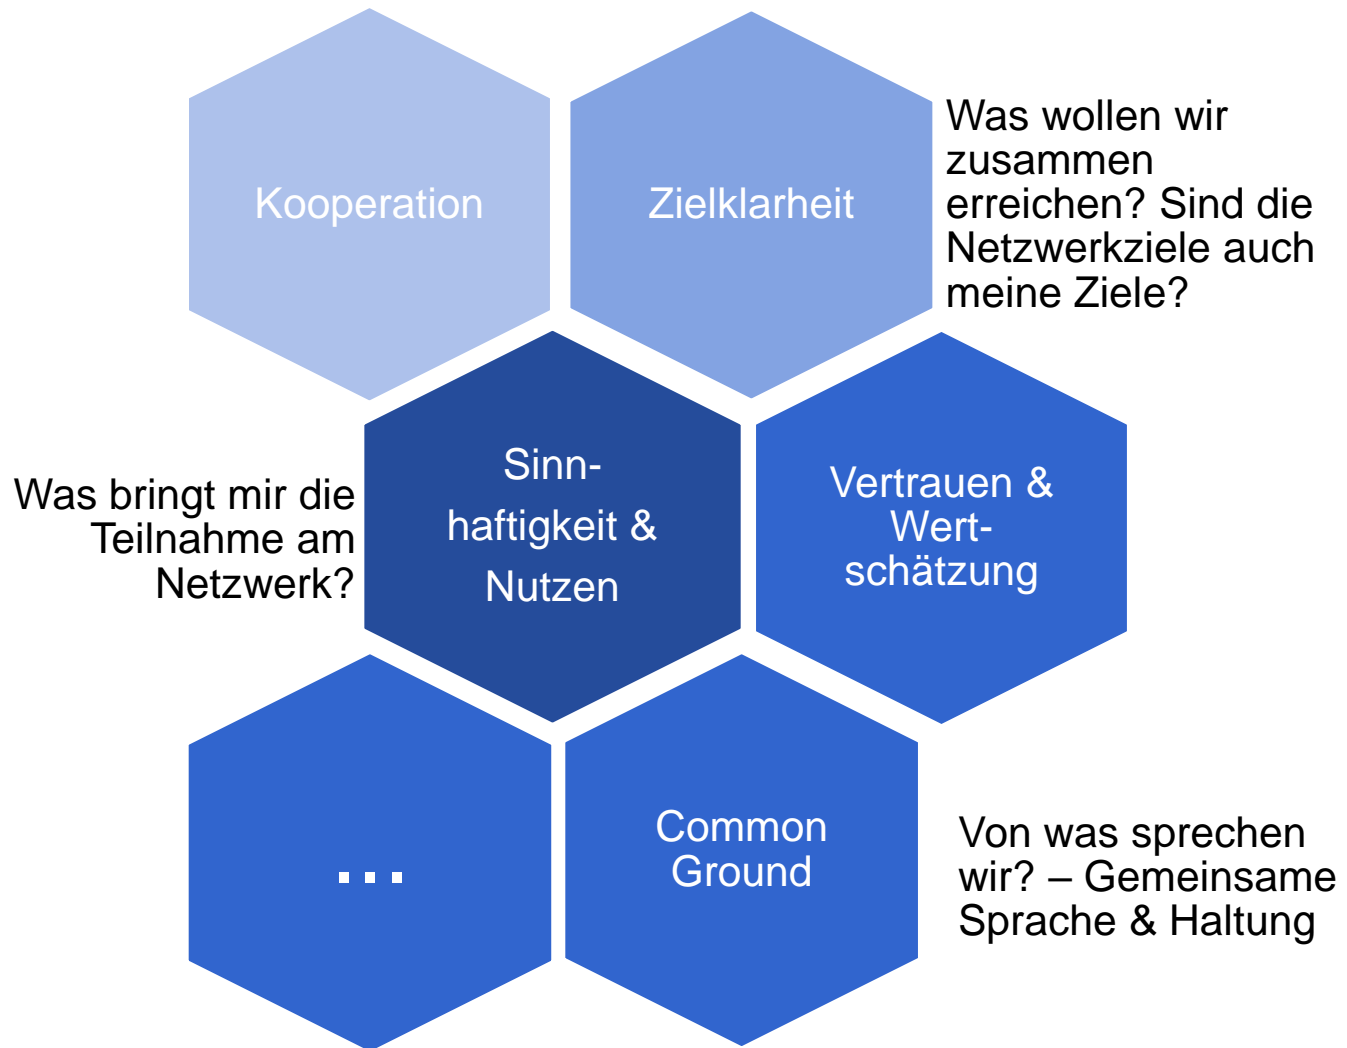 Kooperation
Zielklarheit
Was wollen wir
zusammen
erreichen? Sind die
Netzwerkziele auch
meine Ziele?
Was bringt mir die
Teilnahme am
Netzwerk?
Sinn-
haftigkeit &
Nutzen
Vertrauen &
Wert-
schätzung
...
Common
Ground
Von was sprechen
wir? – Gemeinsame
Sprache & Haltung